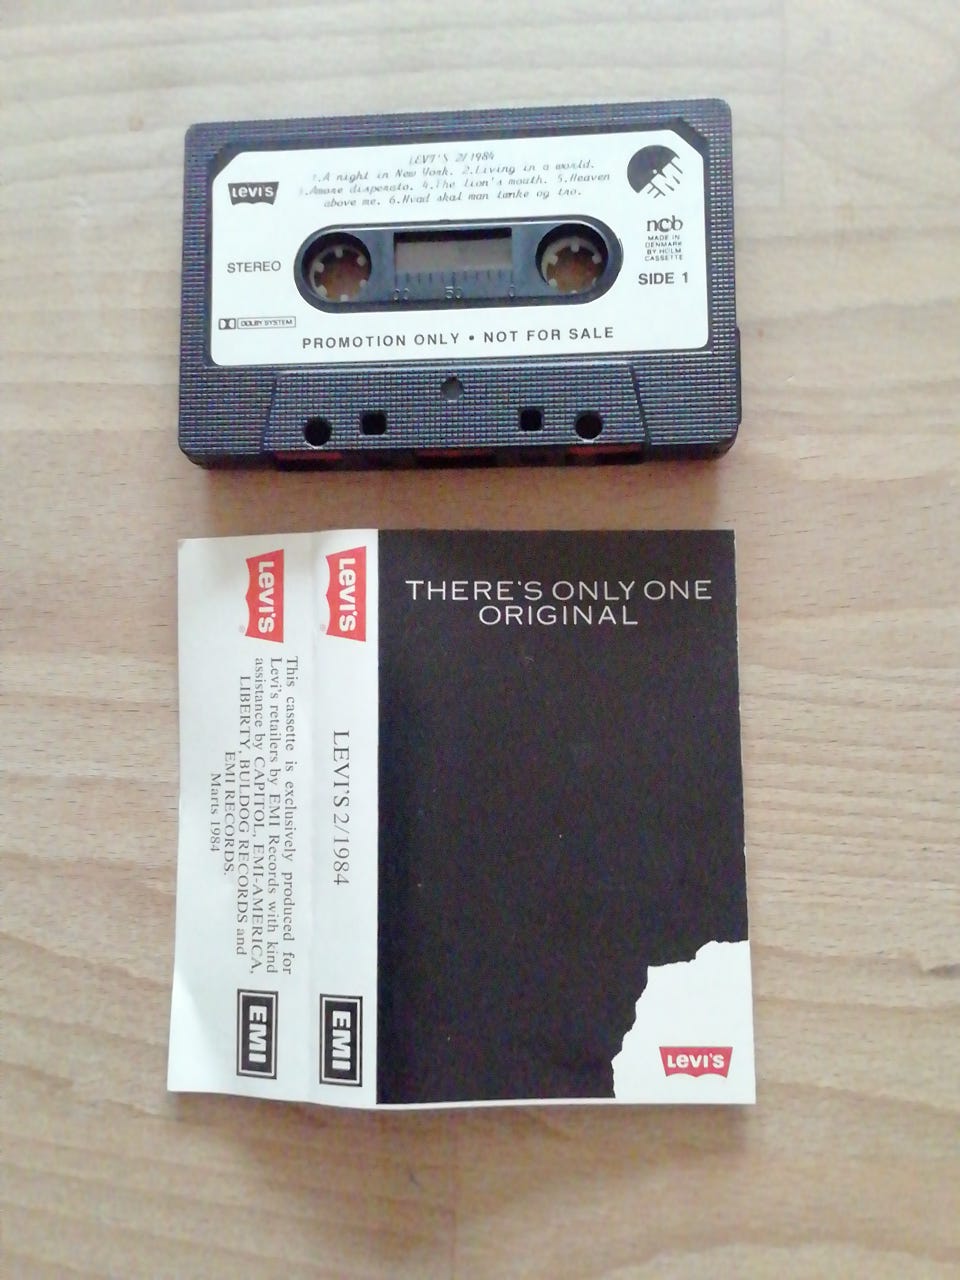 LEVI'S 2/1984
1.A night in New York. 2.Living in a world.
3.Amore disperato. 4.The lion's mouth. 5.Heaven
above me. 6.Hvad skal man tænke og tro.
Levi's
EMI
ncb
MADE IN
DENMARK
BY HOLM
CASSETTE
STEREO
SIDE 1
DOLBY SYSTEM
PROMOTION ONLY • NOT FOR SALE
50
0
THERE'S ONLY ONE
ORIGINAL
Levi's
Levi's
LEVI'S 2/1984
EMI
Levi's
This cassette is exclusively produced for
Levi's retailers by EMI Records with kind
assistance by CAPITOL, EMI-AMERICA,
LIBERTY, BULDOG RECORDS and
EMI RECORDS.
Marts 1984
EMI